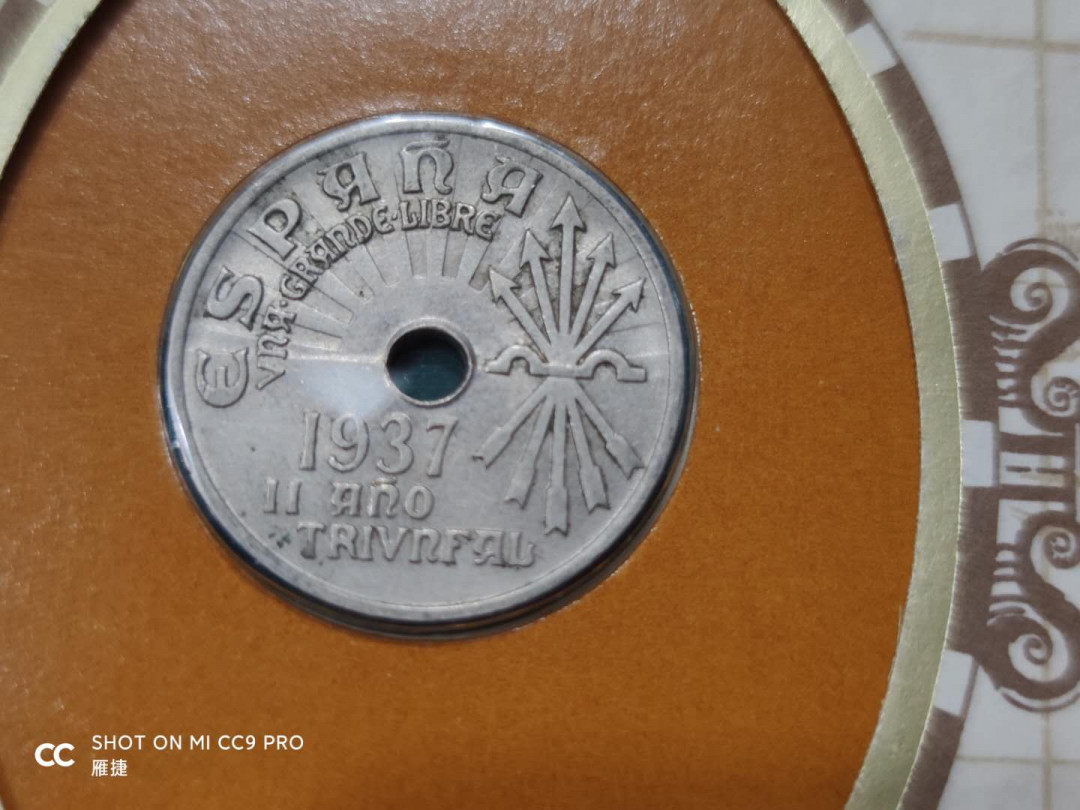 ESPAÑA
VNA·GRANDE·LIBRE
1937
II AÑO
TRIVNFAL
SHOT ON MI CC9 PRO
雁捷